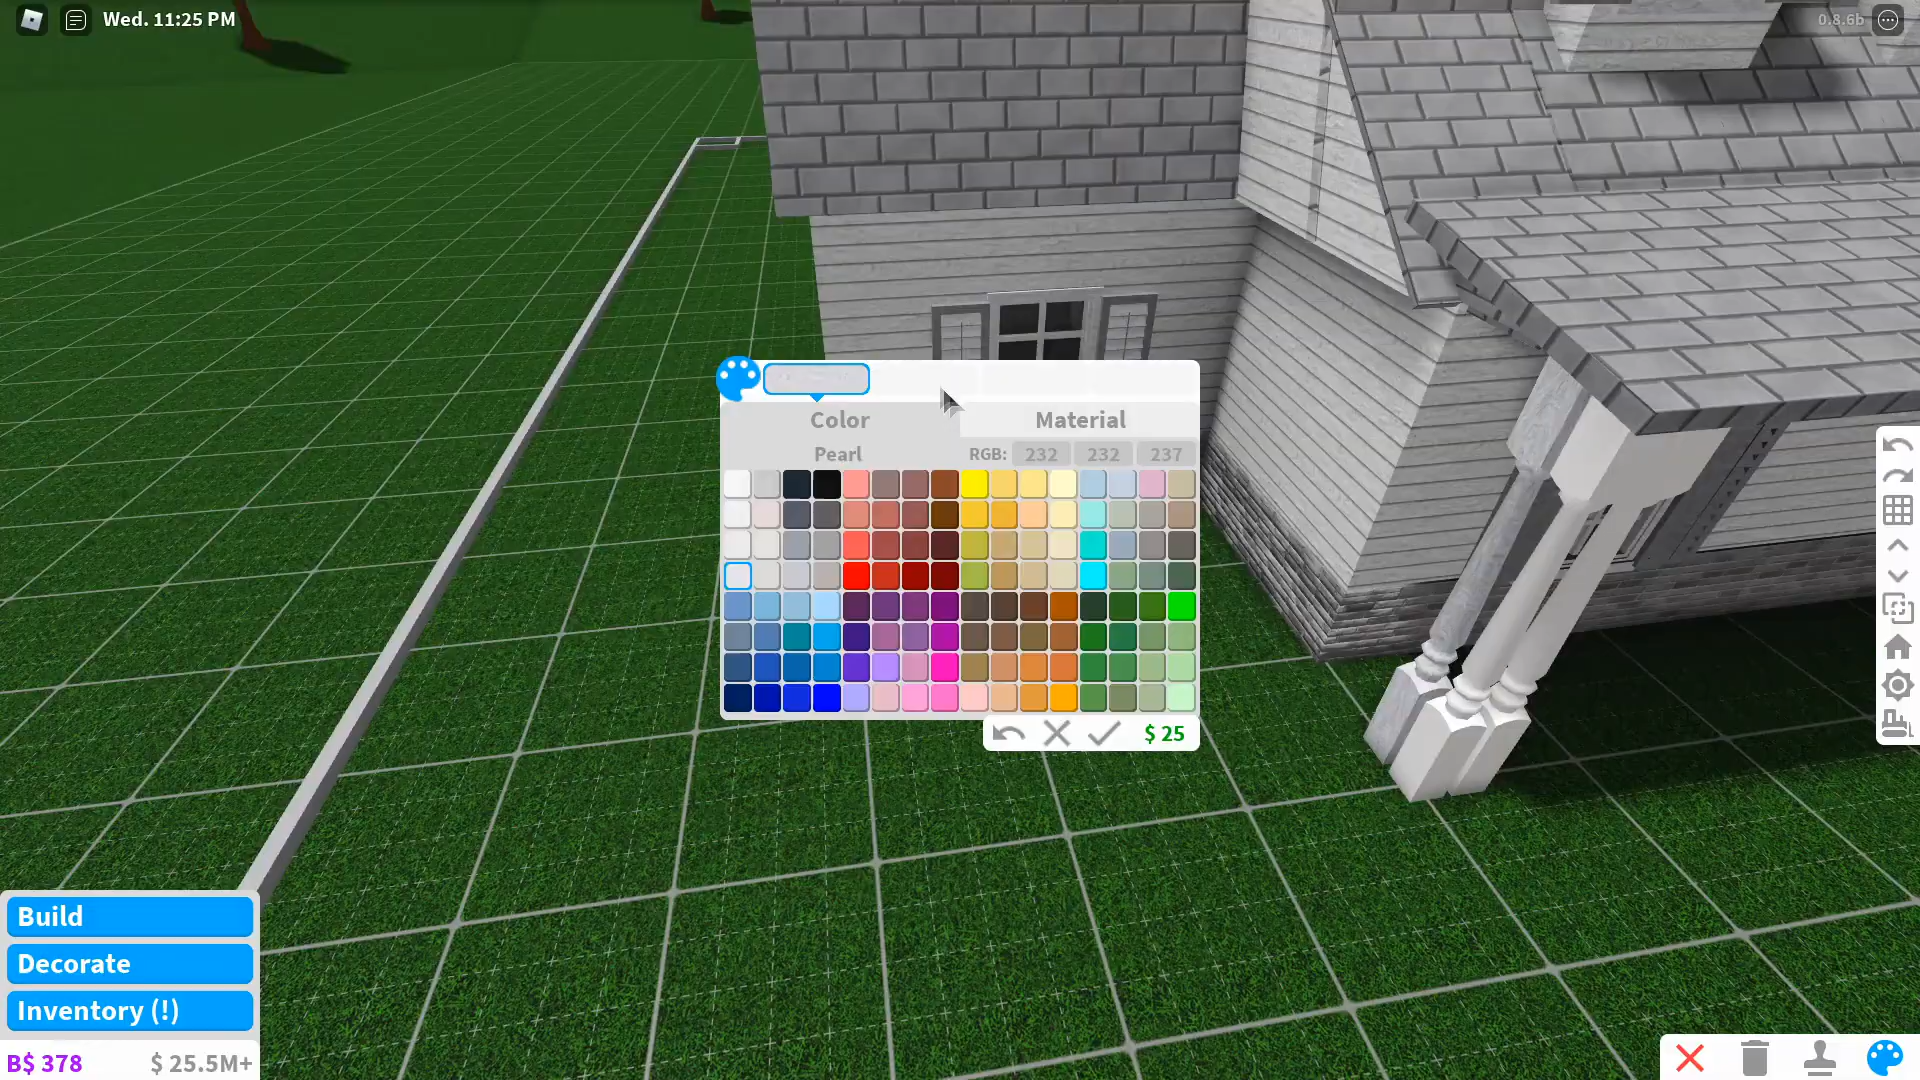 Wed. 11:25 PM
0.8.6b
Color
Material
Pearl
RGB: 232 232 237
$ 25
Build
Decorate
Inventory (!)
B$ 378
$ 25.5M+